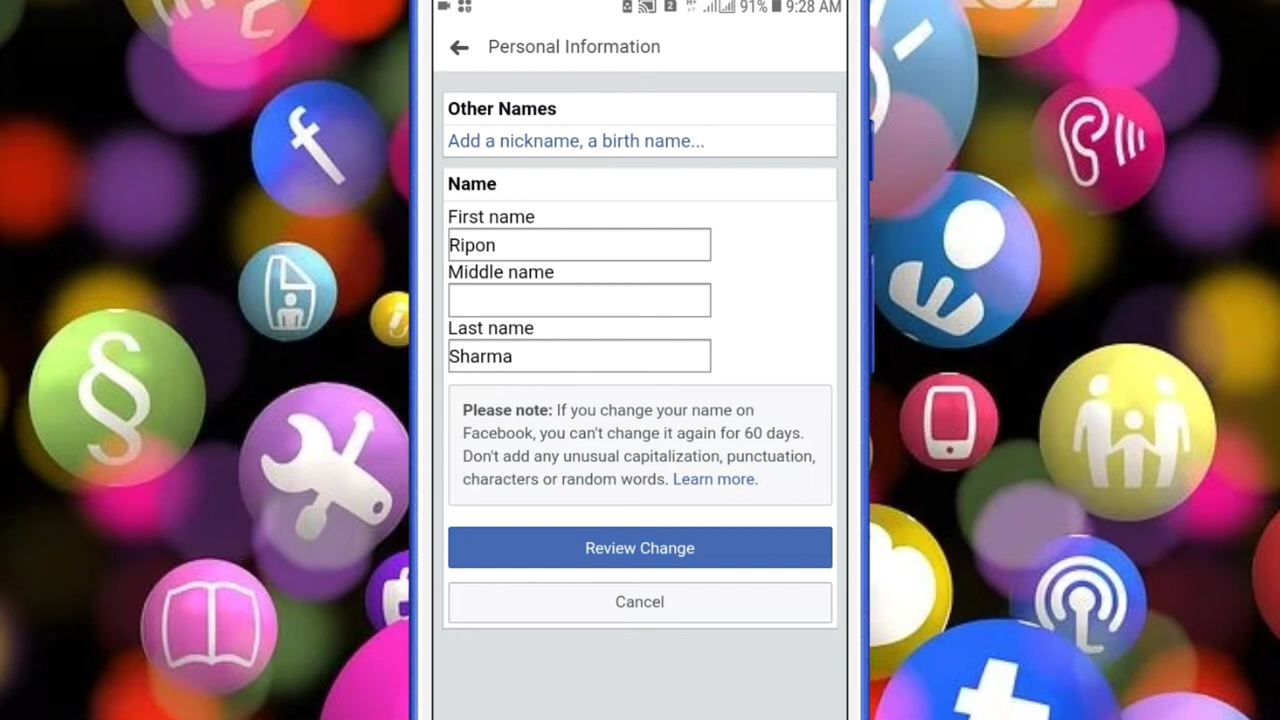 2 91% 9:28 AM
Personal Information
Other Names
Add a nickname, a birth name...
Name
First name
Ripon
Middle name
Last name
Sharma
Please note: If you change your name on
Facebook, you can't change it again for 60 days.
Don't add any unusual capitalization, punctuation,
characters or random words. Learn more.
Review Change
Cancel